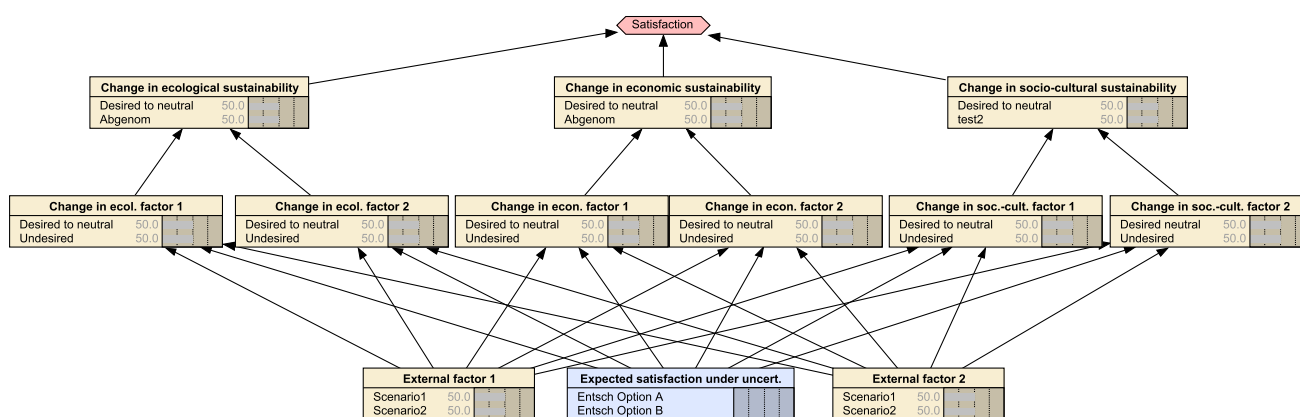 Satisfaction
Change in ecological sustainability
Desired to neutral 50.0
Abgenom 50.0
Change in economic sustainability
Desired to neutral 50.0
Abgenom 50.0
Change in socio-cultural sustainability
Desired to neutral 50.0
test2 50.0
Change in ecol. factor 1
Desired to neutral 50.0
Undesired 50.0
Change in ecol. factor 2
Desired to neutral 50.0
Undesired 50.0
Change in econ. factor 1
Desired to neutral 50.0
Undesired 50.0
Change in econ. factor 2
Desired to neutral 50.0
Undesired 50.0
Change in soc.-cult. factor 1
Desired to neutral 50.0
Undesired 50.0
Change in soc.-cult. factor 2
Desired neutral 50.0
Undesired 50.0
External factor 1
Scenario1 50.0
Scenario2 50.0
Expected satisfaction under uncert.
Entsch Option A
Entsch Option B
External factor 2
Scenario1 50.0
Scenario2 50.0